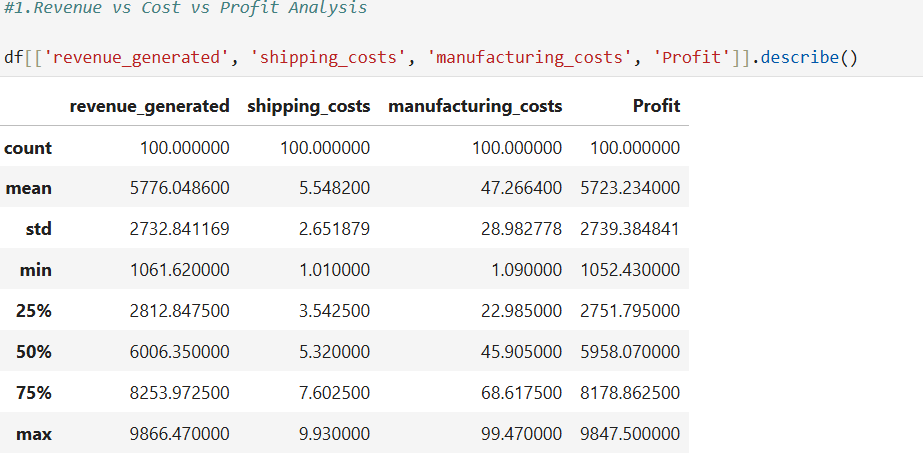 #1.Revenue vs Cost vs Profit Analysis
df[['revenue_generated', 'shipping_costs', 'manufacturing_costs', 'Profit']].describe()
revenue_generated shipping_costs manufacturing_costs Profit
count 100.000000 100.000000 100.000000 100.000000
mean 5776.048600 5.548200 47.266400 5723.234000
std 2732.841169 2.651879 28.982778 2739.384841
min 1061.620000 1.010000 1.090000 1052.430000
25% 2812.847500 3.542500 22.985000 2751.795000
50% 6006.350000 5.320000 45.905000 5958.070000
75% 8253.972500 7.602500 68.617500 8178.862500
max 9866.470000 9.930000 99.470000 9847.500000